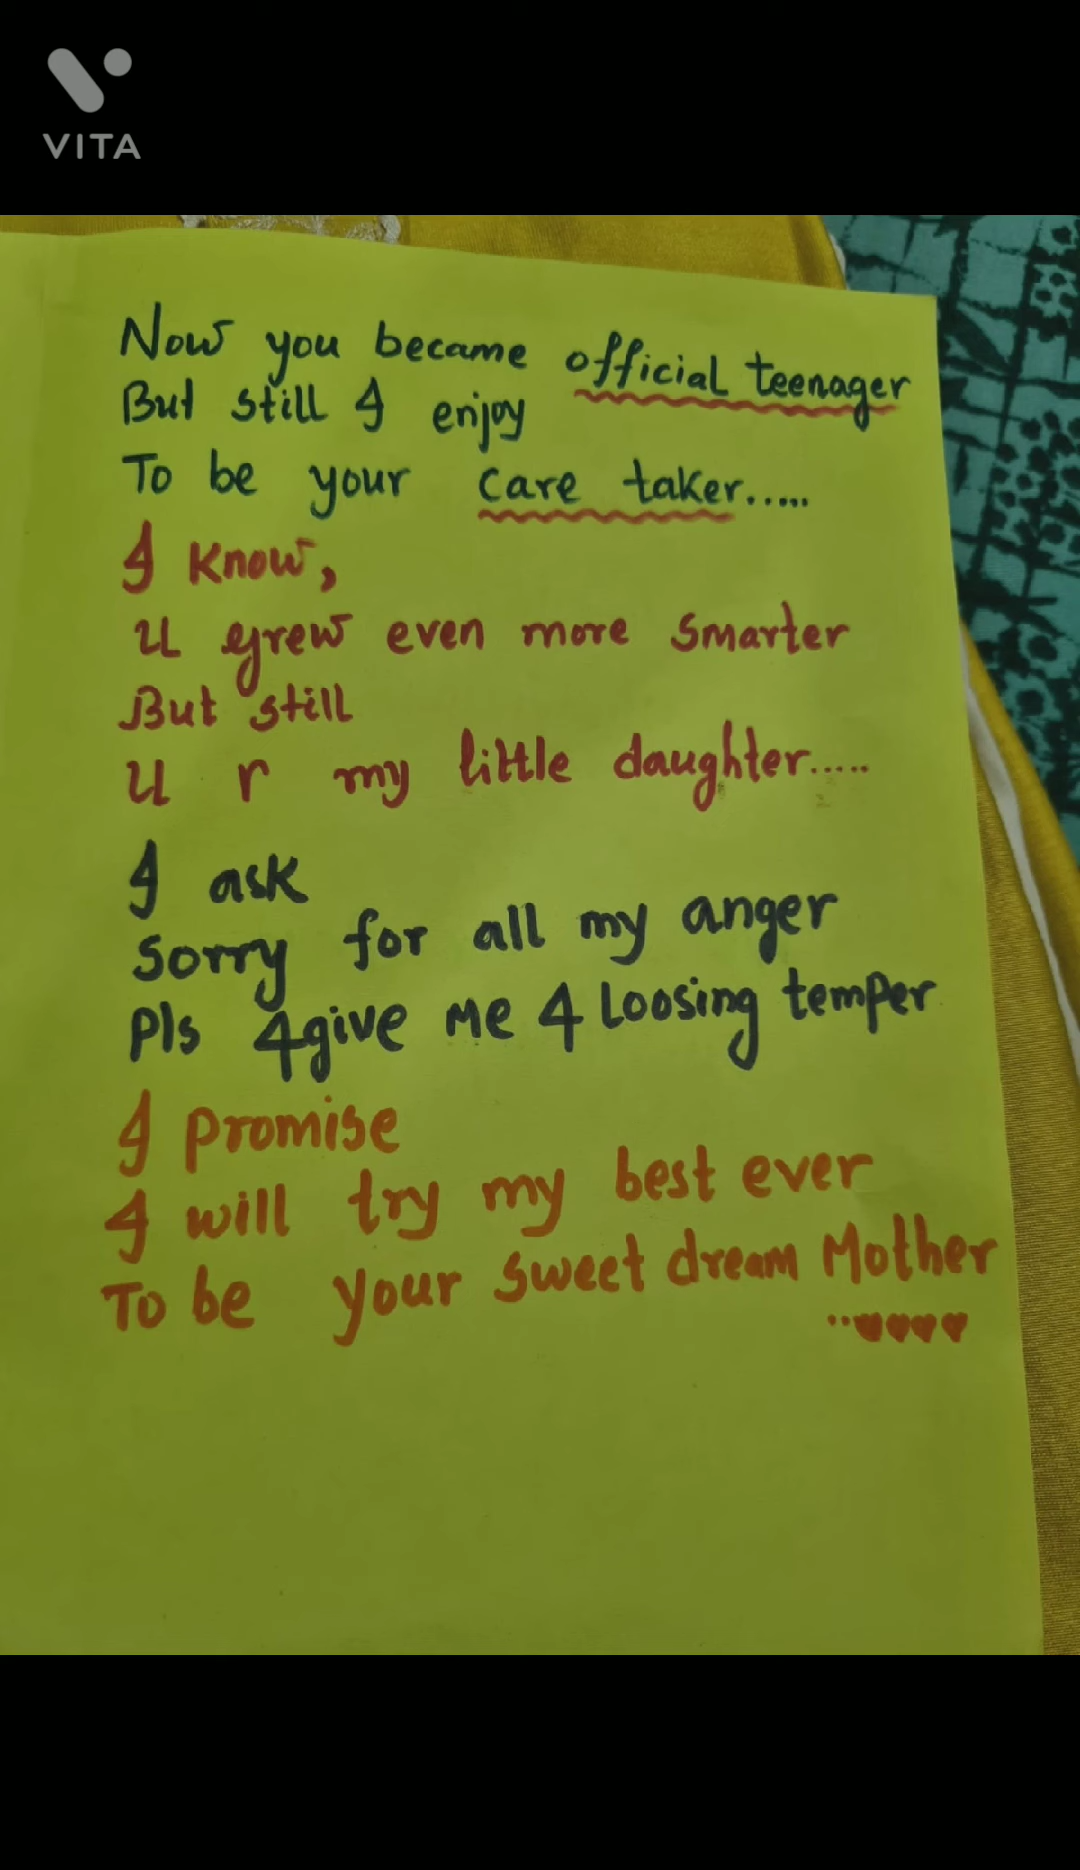 VITA
Now you became official teenager
But still I enjoy
To be your care taker.....
I know,
u grew even more smarter
But still
u r my little daughter.....
I ask
sorry for all my anger
Pls 4give me 4 loosing temper
I promise
I will try my best ever
To be your sweet dream Mother
..♥♥♥♥